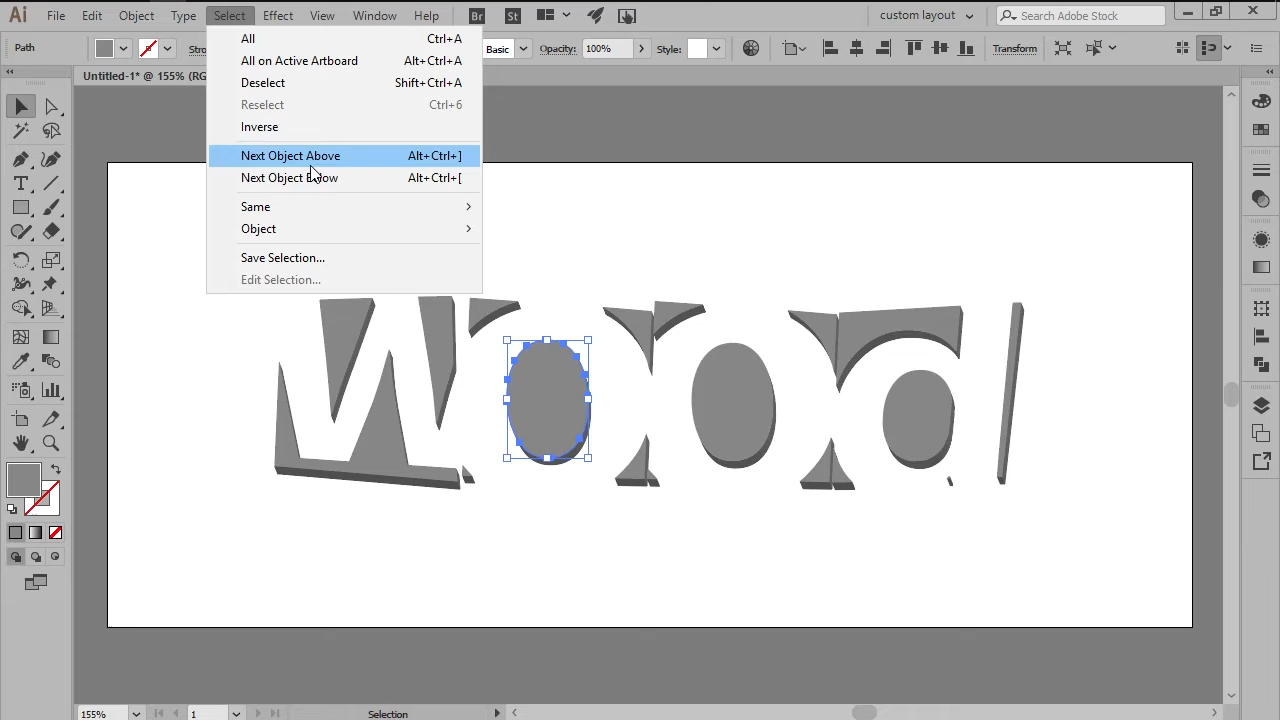 Ai File Edit Object Type Select Effect View Window Help Br St custom layout Search Adobe Stock
Path Stro Basic Opacity: 100% Style: Transform
Untitled-1* @ 155% (RG
All Ctrl+A
All on Active Artboard Alt+Ctrl+A
Deselect Shift+Ctrl+A
Reselect Ctrl+6
Inverse
Next Object Above Alt+Ctrl+]
Next Object Below Alt+Ctrl+[
Same
Object
Save Selection...
Edit Selection...
155% 1 Selection